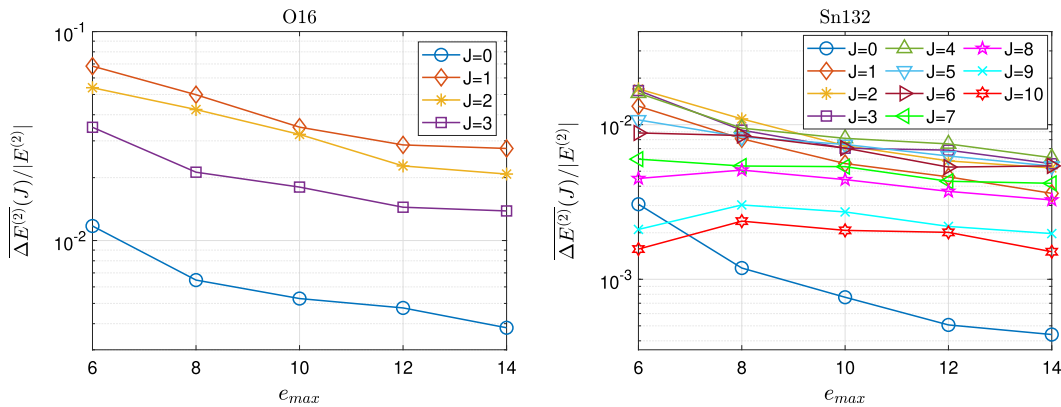 O16
$\overline{\Delta E^{(2)}}(J)/|E^{(2)}|$
10^{-1}
10^{-2}
J=0
J=1
J=2
J=3
6 8 10 12 14
e_{max}
Sn132
$\overline{\Delta E^{(2)}}(J)/|E^{(2)}|$
10^{-2}
10^{-3}
J=0 J=4 J=8
J=1 J=5 J=9
J=2 J=6 J=10
J=3 J=7
6 8 10 12 14
e_{max}